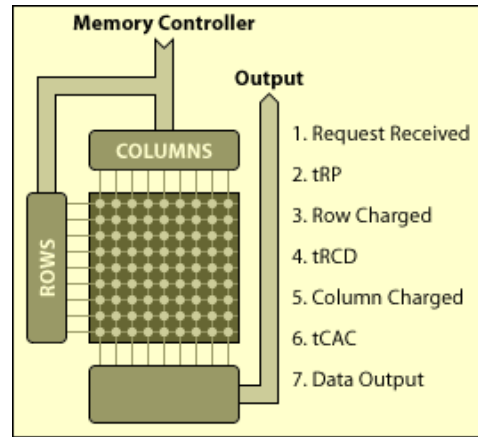 Memory Controller
Output
COLUMNS
ROWS
1. Request Received
2. tRP
3. Row Charged
4. tRCD
5. Column Charged
6. tCAC
7. Data Output